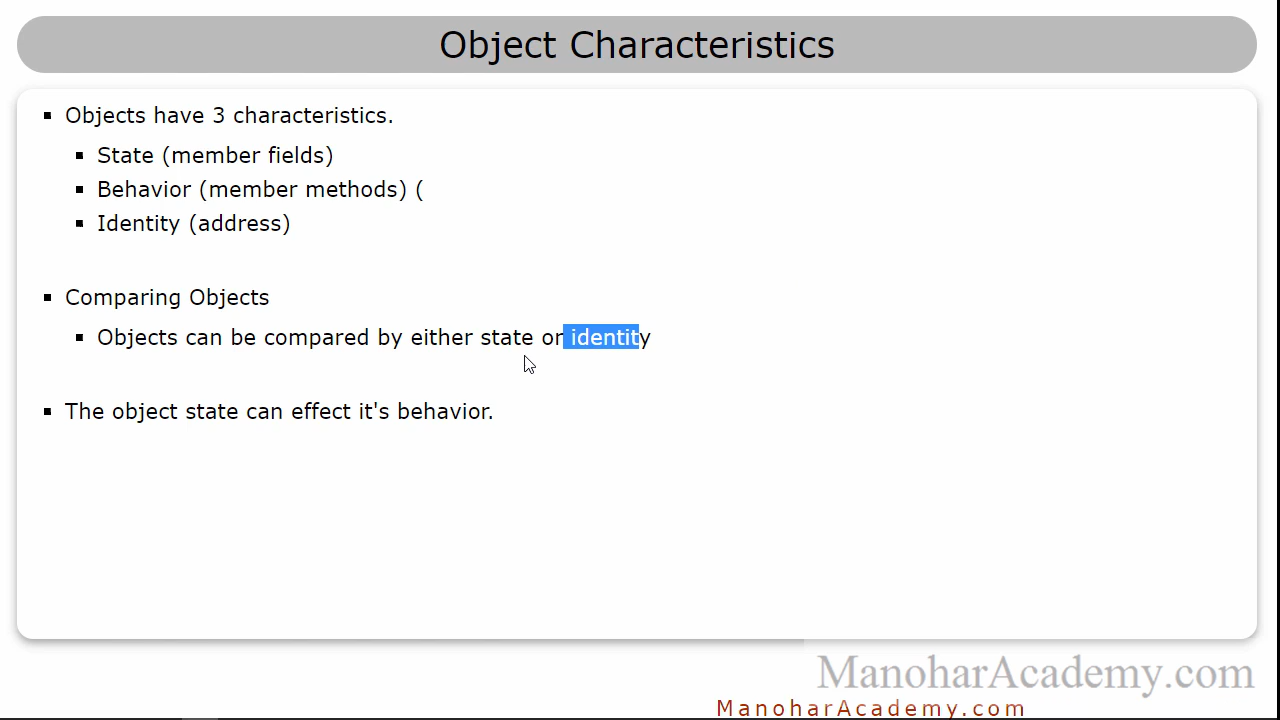 Object Characteristics
Objects have 3 characteristics.
State (member fields)
Behavior (member methods) (
Identity (address)
Comparing Objects
Objects can be compared by either state or identity
The object state can effect it's behavior.
ManoharAcademy.com
ManoharAcademy.com